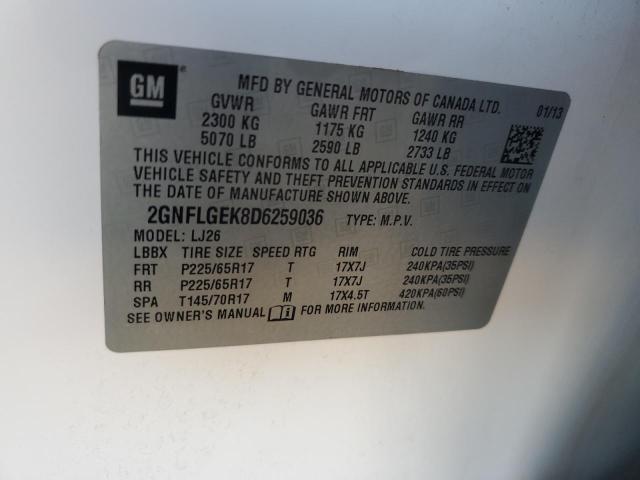 GM
MFD BY GENERAL MOTORS OF CANADA LTD.
01/13
GVWR GAWR FRT GAWR RR
2300 KG 1175 KG 1240 KG
5070 LB 2590 LB 2733 LB
THIS VEHICLE CONFORMS TO ALL APPLICABLE U.S. FEDERAL MOTOR
VEHICLE SAFETY AND THEFT PREVENTION STANDARDS IN EFFECT ON
THE DATE OF MANUFACTURE SHOWN ABOVE.
2GNFLGEK8D6259036 TYPE: M.P.V.
MODEL: LJ26
LBBX TIRE SIZE SPEED RTG RIM COLD TIRE PRESSURE
FRT P225/65R17 T 17X7J 240KPA(35PSI)
RR P225/65R17 T 17X7J 240KPA(35PSI)
SPA T145/70R17 M 17X4.5T 420KPA(60PSI)
SEE OWNER'S MANUAL FOR MORE INFORMATION.